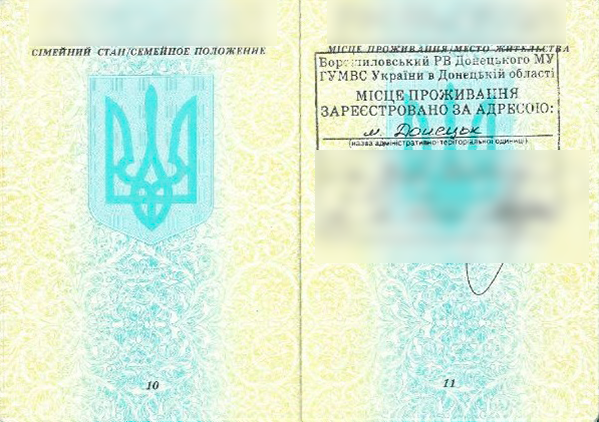 СІМЕЙНИЙ СТАН/СЕМЕЙНОЕ ПОЛОЖЕНИЕ
10
МІСЦЕ ПРОЖИВАННЯ/МЕСТО ЖИТЕЛЬСТВА
Ворошиловський РВ Донецького МУ
ГУМВС України в Донецькій області
МІСЦЕ ПРОЖИВАННЯ
ЗАРЕЄСТРОВАНО ЗА АДРЕСОЮ:
м. Донецьк
(назва адміністративно-територіальної одиниці)
11